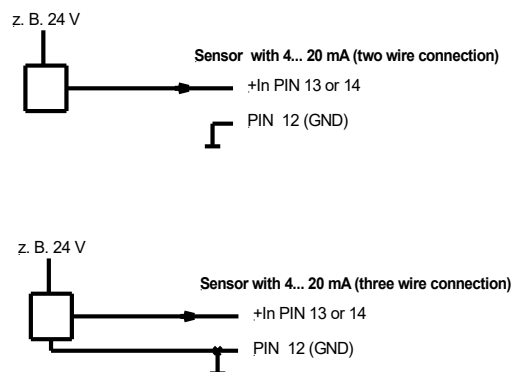 z. B. 24 V
Sensor with 4... 20 mA (two wire connection)
+In PIN 13 or 14
PIN 12 (GND)
z. B. 24 V
Sensor with 4... 20 mA (three wire connection)
+In PIN 13 or 14
PIN 12 (GND)